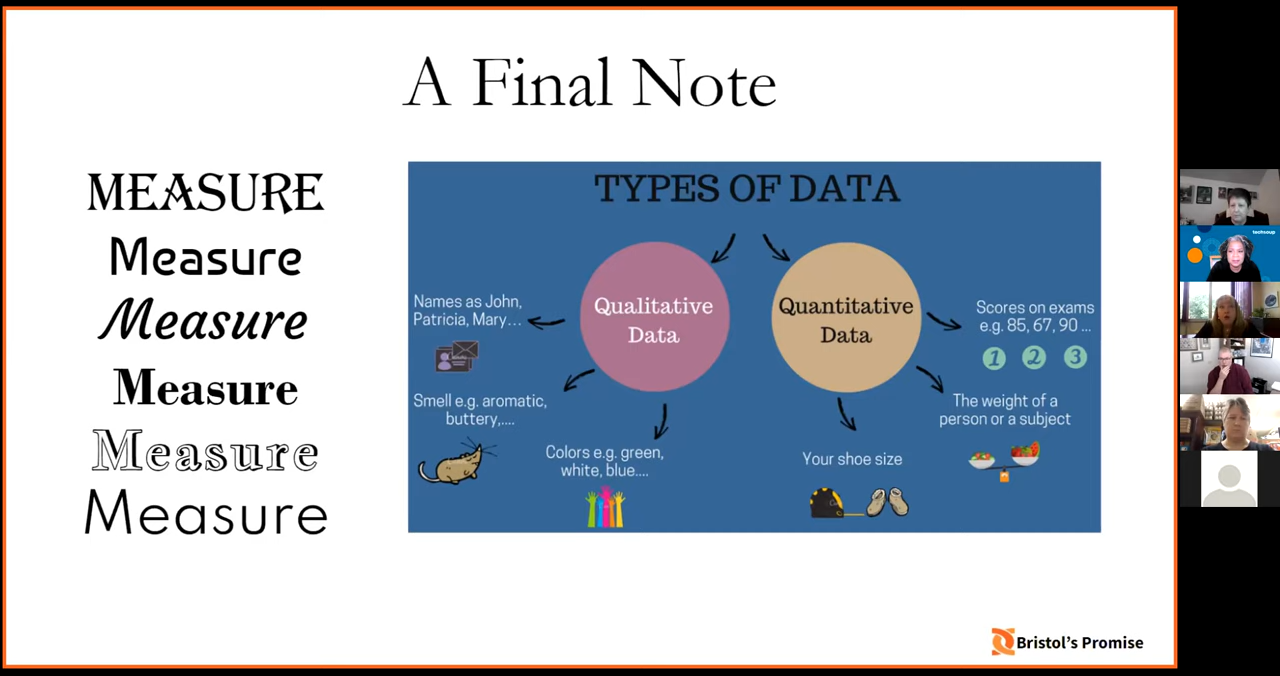 A Final Note
MEASURE
Measure
Measure
Measure
Measure
Measure
TYPES OF DATA
Qualitative
Data
Names as John,
Patricia, Mary...
Smell e.g. aromatic,
buttery,....
Colors e.g. green,
white, blue....
Quantitative
Data
Scores on exams
e.g. 85, 67, 90 ...
1 2 3
The weight of a
person or a subject
Your shoe size
Bristol's Promise
techsoup